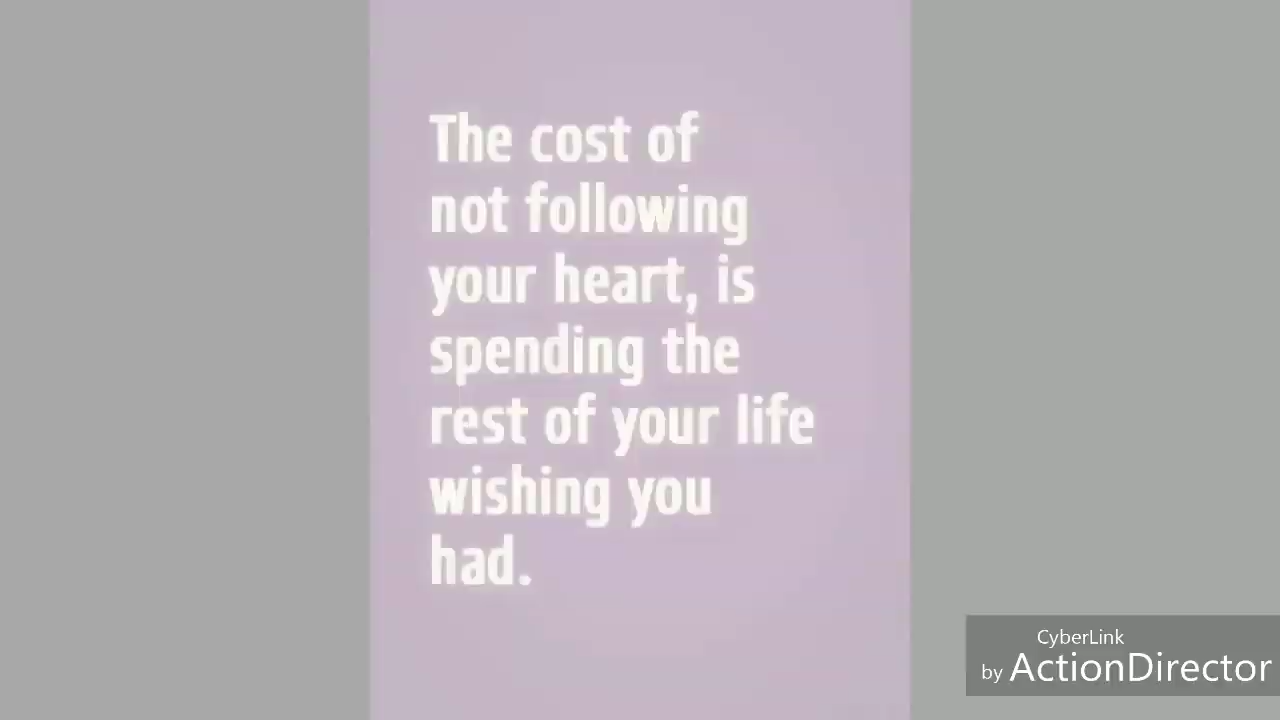 The cost of
not following
your heart, is
spending the
rest of your life
wishing you
had.
CyberLink
by ActionDirector